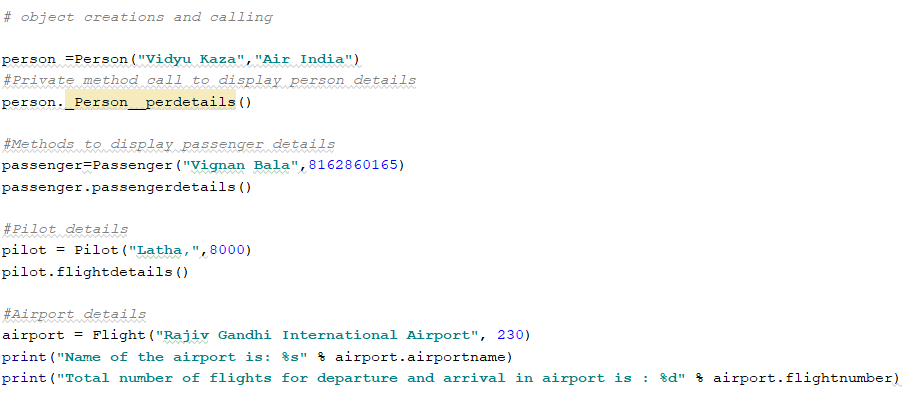 # object creations and calling
person =Person("Vidyu Kaza","Air India")
#Private method call to display person details
person._Person__perdetails()
#Methods to display passenger details
passenger=Passenger("Vignan Bala",8162860165)
passenger.passengerdetails()
#Pilot details
pilot = Pilot("Latha,",8000)
pilot.flightdetails()
#Airport details
airport = Flight("Rajiv Gandhi International Airport", 230)
print("Name of the airport is: %s" % airport.airportname)
print("Total number of flights for departure and arrival in airport is : %d" % airport.flightnumber)